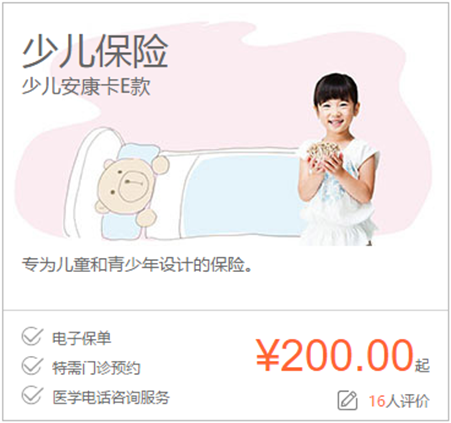 少儿保险
少儿安康卡E款
专为儿童和青少年设计的保险。
电子保单
特需门诊预约
医学电话咨询服务
¥200.00起
16人评价